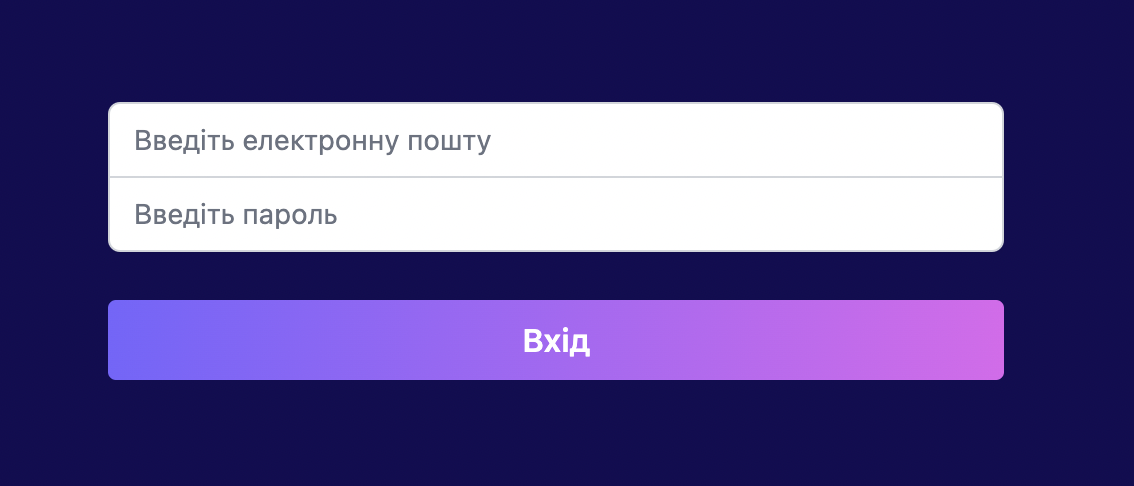 Введіть електронну пошту
Введіть пароль
Вхід